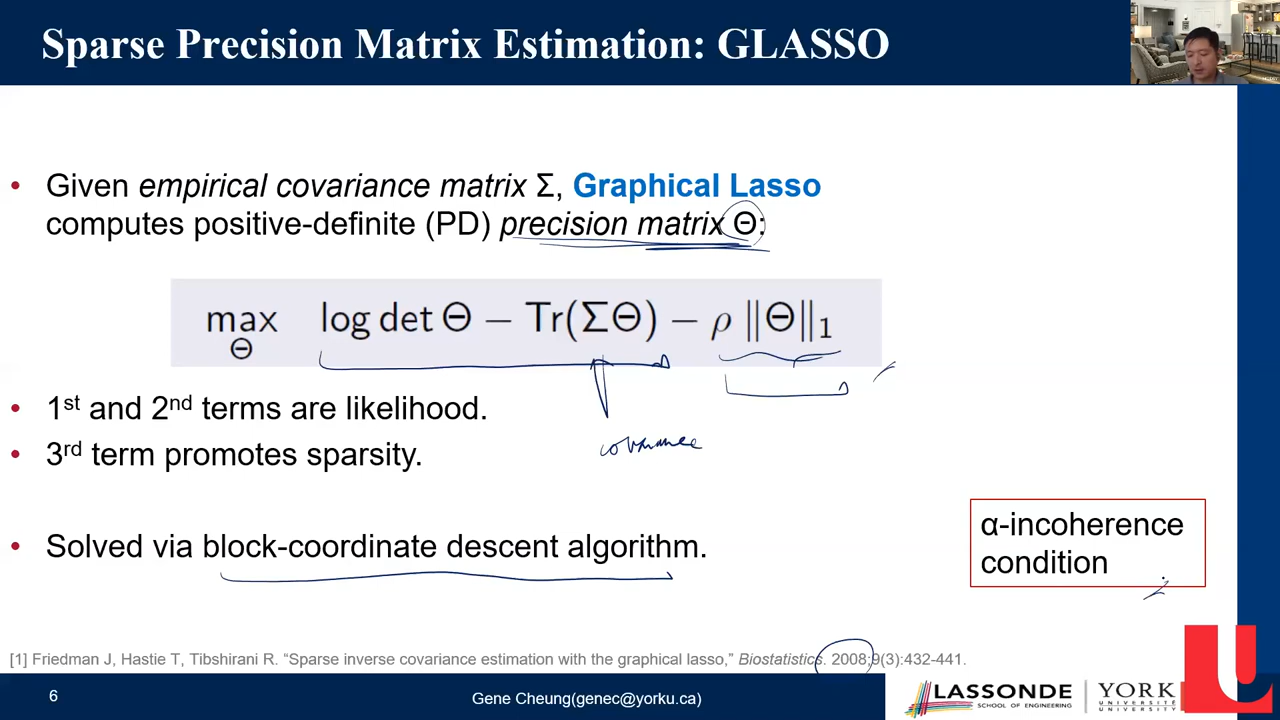 Sparse Precision Matrix Estimation: GLASSO
• Given empirical covariance matrix Σ, Graphical Lasso
computes positive-definite (PD) precision matrix Θ:
max log det Θ − Tr(ΣΘ) − ρ ‖Θ‖₁
Θ
• 1st and 2nd terms are likelihood.
covariance
• 3rd term promotes sparsity.
α-incoherence
condition
• Solved via block-coordinate descent algorithm.
[1] Friedman J, Hastie T, Tibshirani R. “Sparse inverse covariance estimation with the graphical lasso,” Biostatistics. 2008;9(3):432-441.
6
Gene Cheung(genec@yorku.ca)
LASSONDE
SCHOOL OF ENGINEERING
YORK
UNIVERSITÉ
UNIVERSITY
U